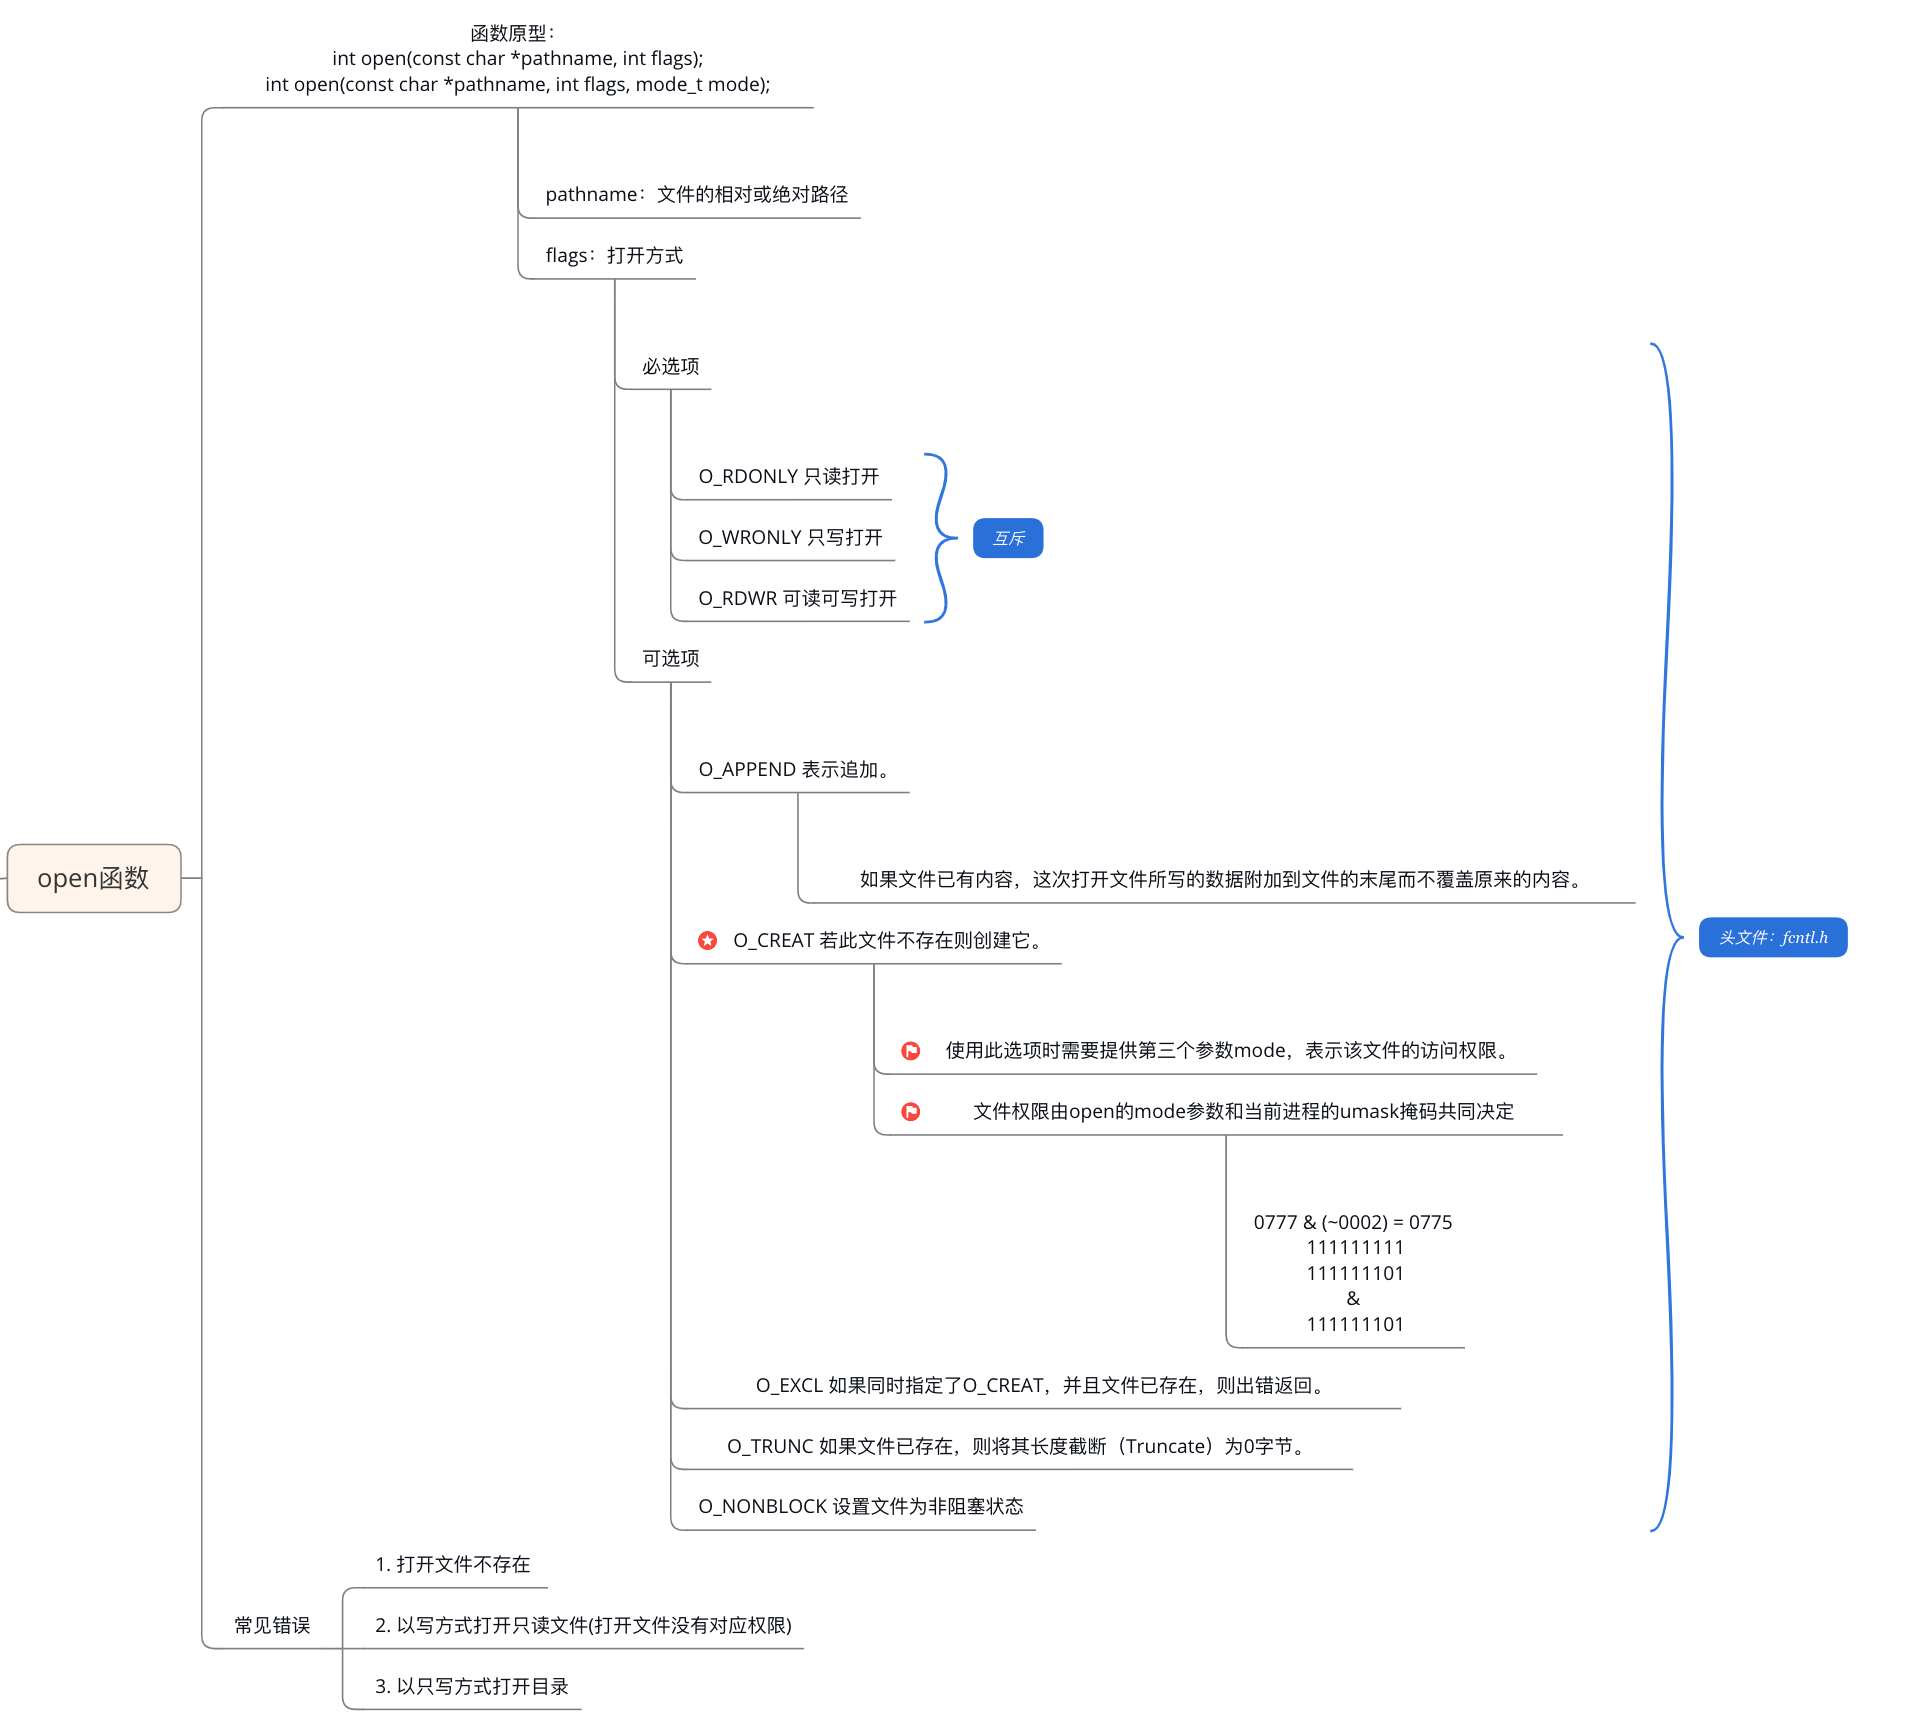 函数原型：
int open(const char *pathname, int flags);
int open(const char *pathname, int flags, mode_t mode);
pathname：文件的相对或绝对路径
flags：打开方式
必选项
O_RDONLY 只读打开
O_WRONLY 只写打开
互斥
O_RDWR 可读可写打开
可选项
O_APPEND 表示追加。
open函数
如果文件已有内容，这次打开文件所写的数据附加到文件的末尾而不覆盖原来的内容。
O_CREAT 若此文件不存在则创建它。
头文件：fcntl.h
使用此选项时需要提供第三个参数mode，表示该文件的访问权限。
文件权限由open的mode参数和当前进程的umask掩码共同决定
0777 & (~0002) = 0775
111111111
111111101
&
111111101
O_EXCL 如果同时指定了O_CREAT，并且文件已存在，则出错返回。
O_TRUNC 如果文件已存在，则将其长度截断（Truncate）为0字节。
O_NONBLOCK 设置文件为非阻塞状态
1. 打开文件不存在
常见错误
2. 以写方式打开只读文件(打开文件没有对应权限)
3. 以只写方式打开目录